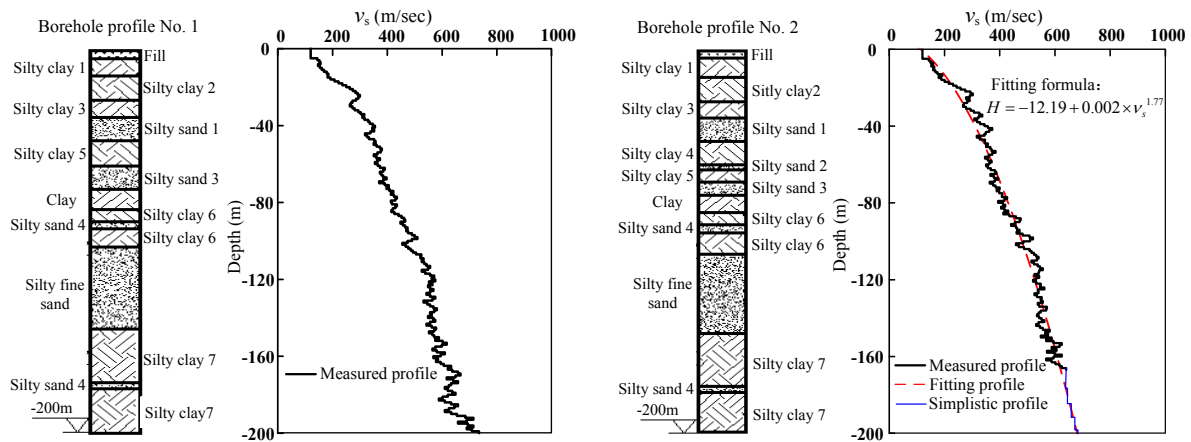 Borehole profile No. 1
Fill
Silty clay 1
Silty clay 2
Silty clay 3
Silty sand 1
Silty clay 5
Silty sand 3
Clay
Silty clay 6
Silty sand 4
Silty clay 6
Silty fine
sand
Silty clay 7
Silty sand 4
Silty clay7
-200m
v_s (m/sec)
0 200 400 600 800 1000
0
-40
-80
-120
-160
-200
Depth (m)
Measured profile
Borehole profile No. 2
Fill
Silty clay 1
Silty clay2
Silty clay 3
Silty sand 1
Silty clay 4
Silty sand 2
Silty clay 5
Silty sand 3
Clay
Silty clay 6
Silty sand 4
Silty clay 6
Silty fine
sand
Silty clay 7
Silty sand 4
Silty clay 7
-200m
v_s (m/sec)
0 200 400 600 800 1000
0
-40
-80
-120
-160
-200
Depth (m)
Fitting formula：
H = −12.19 + 0.002 × v_s^1.77
Measured profile
Fitting profile
Simplistic profile